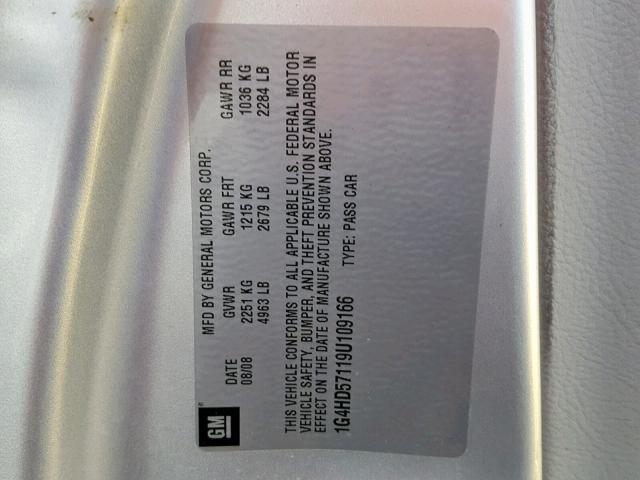 GM
MFD BY GENERAL MOTORS CORP.
DATE GVWR GAWR FRT GAWR RR
08/08 2251 KG 1215 KG 1036 KG
4963 LB 2679 LB 2284 LB
THIS VEHICLE CONFORMS TO ALL APPLICABLE U.S. FEDERAL MOTOR
VEHICLE SAFETY, BUMPER, AND THEFT PREVENTION STANDARDS IN
EFFECT ON THE DATE OF MANUFACTURE SHOWN ABOVE.
1G4HD57119U109166 TYPE: PASS CAR